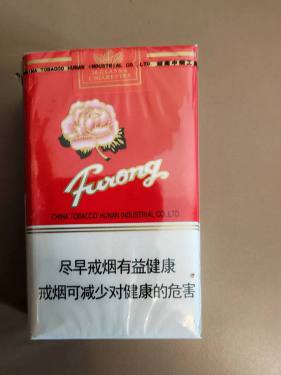 CHINA TOBACCO HUNAN INDUSTRIAL CO.,LTD
CIGARETTES
Furong
CHINA TOBACCO HUNAN INDUSTRIAL CO.,LTD
尽早戒烟有益健康
戒烟可减少对健康的危害